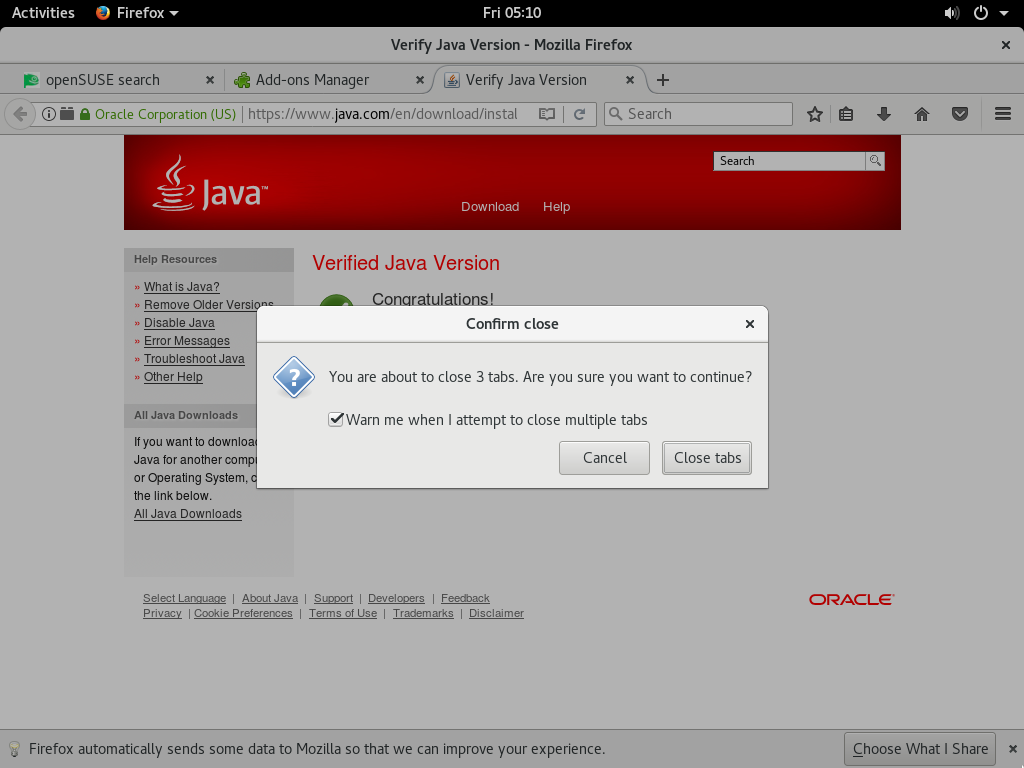 Activities Firefox Fri 05:10
Verify Java Version - Mozilla Firefox
openSUSE search Add-ons Manager Verify Java Version
Oracle Corporation (US) https://www.java.com/en/download/instal Search
Java™ Search
Download Help
Help Resources
» What is Java?
» Remove Older Versions
» Disable Java
» Error Messages
» Troubleshoot Java
» Other Help
Verified Java Version
Congratulations!
Confirm close
You are about to close 3 tabs. Are you sure you want to continue?
Warn me when I attempt to close multiple tabs
Cancel Close tabs
All Java Downloads
If you want to download
Java for another
or Operating System,
the link below.
All Java Downloads
Select Language | About Java | Support | Developers | Feedback
Privacy | Cookie Preferences | Terms of Use | Trademarks | Disclaimer
ORACLE
Firefox automatically sends some data to Mozilla so that we can improve your experience. Choose What I Share